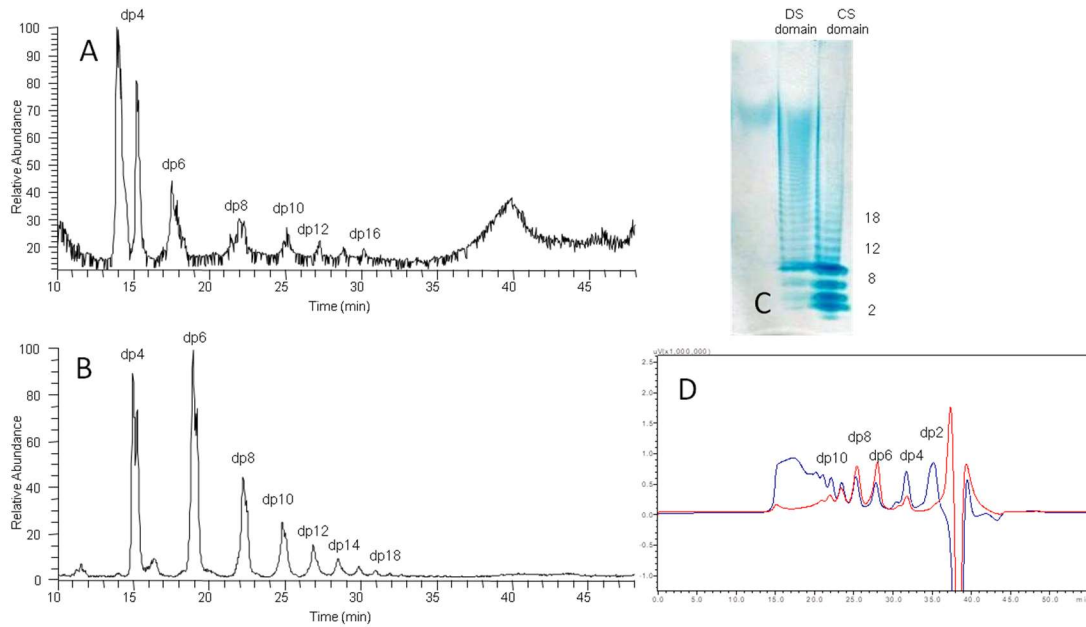 A
dp4
dp6
dp8
dp10
dp12
dp16
Relative Abundance
100
90
80
70
60
50
40
30
20
10 15 20 25 30 35 40 45
Time (min)
B
dp4
dp6
dp8
dp10
dp12
dp14
dp18
Relative Abundance
100
80
60
40
20
0
10 15 20 25 30 35 40 45
Time (min)
DS domain
CS domain
18
12
8
2
C
uV(x1,000,000)
D
dp10
dp8
dp6
dp4
dp2
2.5
2.0
1.5
1.0
0.5
0.0
-0.5
-1.0
0.0 5.0 10.0 15.0 20.0 25.0 30.0 35.0 40.0 45.0 50.0